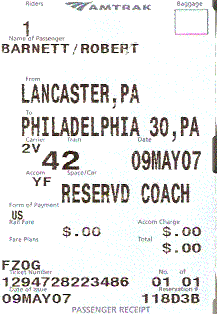 Riders AMTRAK Baggage
1
Name of Passenger
BARNETT/ROBERT
From
LANCASTER,PA
To
PHILADELPHIA 30,PA
Carrier Train Date
2V 42 09MAY07
Accom Space/Car
YF RESERVD COACH
Form of Payment
US
Rail Fare Accom Charge
$.00 $.00
Fare Plans Total
$.00
FZ0G
Ticket Number No. of
1294728223486 01 01
Date of Issue Reservation #
09MAY07 118D3B
PASSENGER RECEIPT